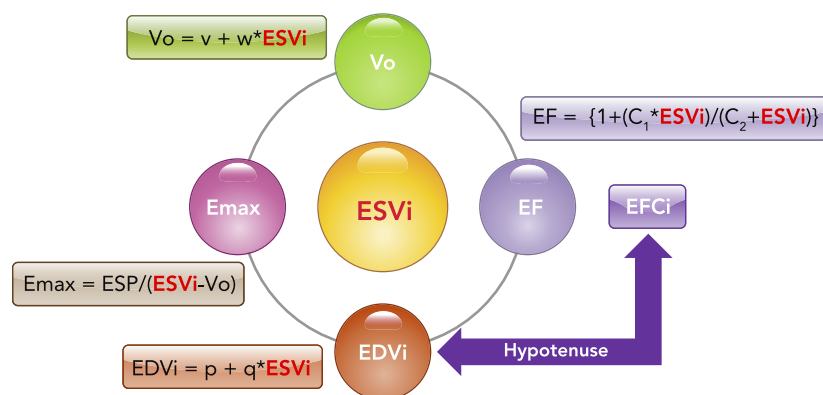 Vo = v + w*ESVi
Vo
EF = {1+(C₁*ESVi)/(C₂+ESVi)}
Emax
ESVi
EF
EFCi
Emax = ESP/(ESVi-Vo)
EDVi
Hypotenuse
EDVi = p + q*ESVi